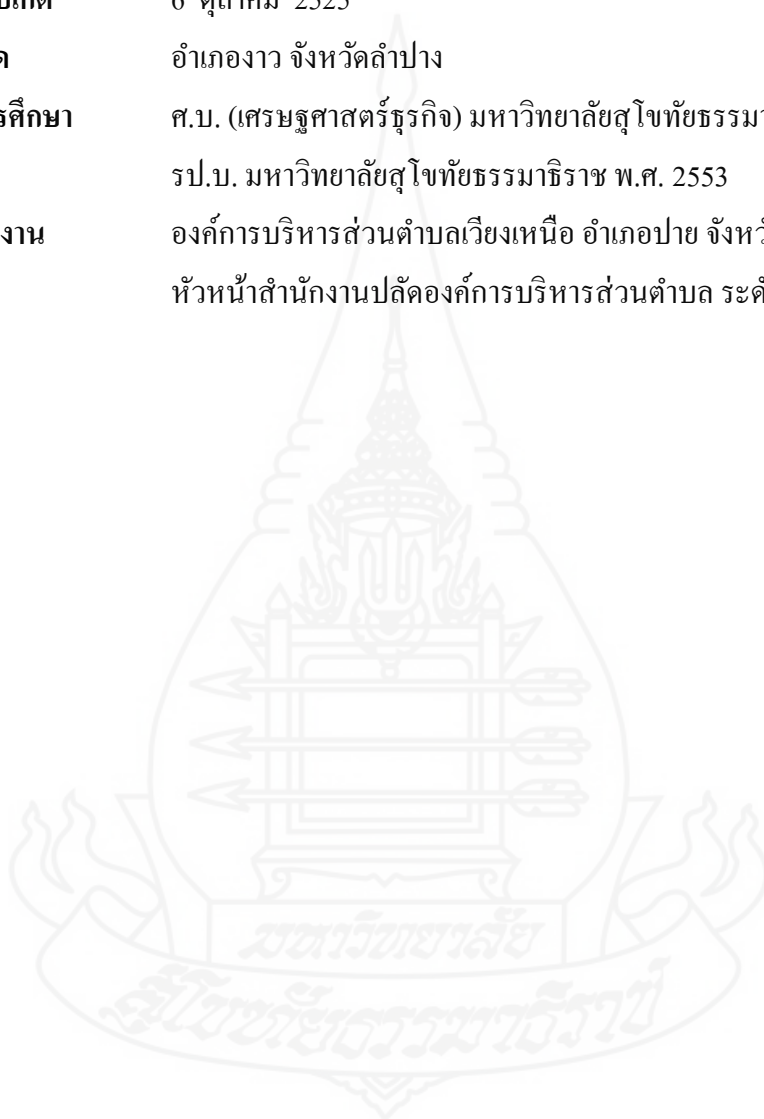 6 ตุลาคม 2525
อำเภองาว จังหวัดลำปาง
ศ.บ. (เศรษฐศาสตร์ธุรกิจ) มหาวิทยาลัยสุโขทัยธรรมา
รป.บ. มหาวิทยาลัยสุโขทัยธรรมาธิราช พ.ศ. 2553
งาน องค์การบริหารส่วนตำบลเวียงเหนือ อำเภอปาย
หัวหน้าสำนักงานปลัดองค์การบริหารส่วนตำบล
มหาวิทยาลัย
สุโขทัยธรรมาธิราช